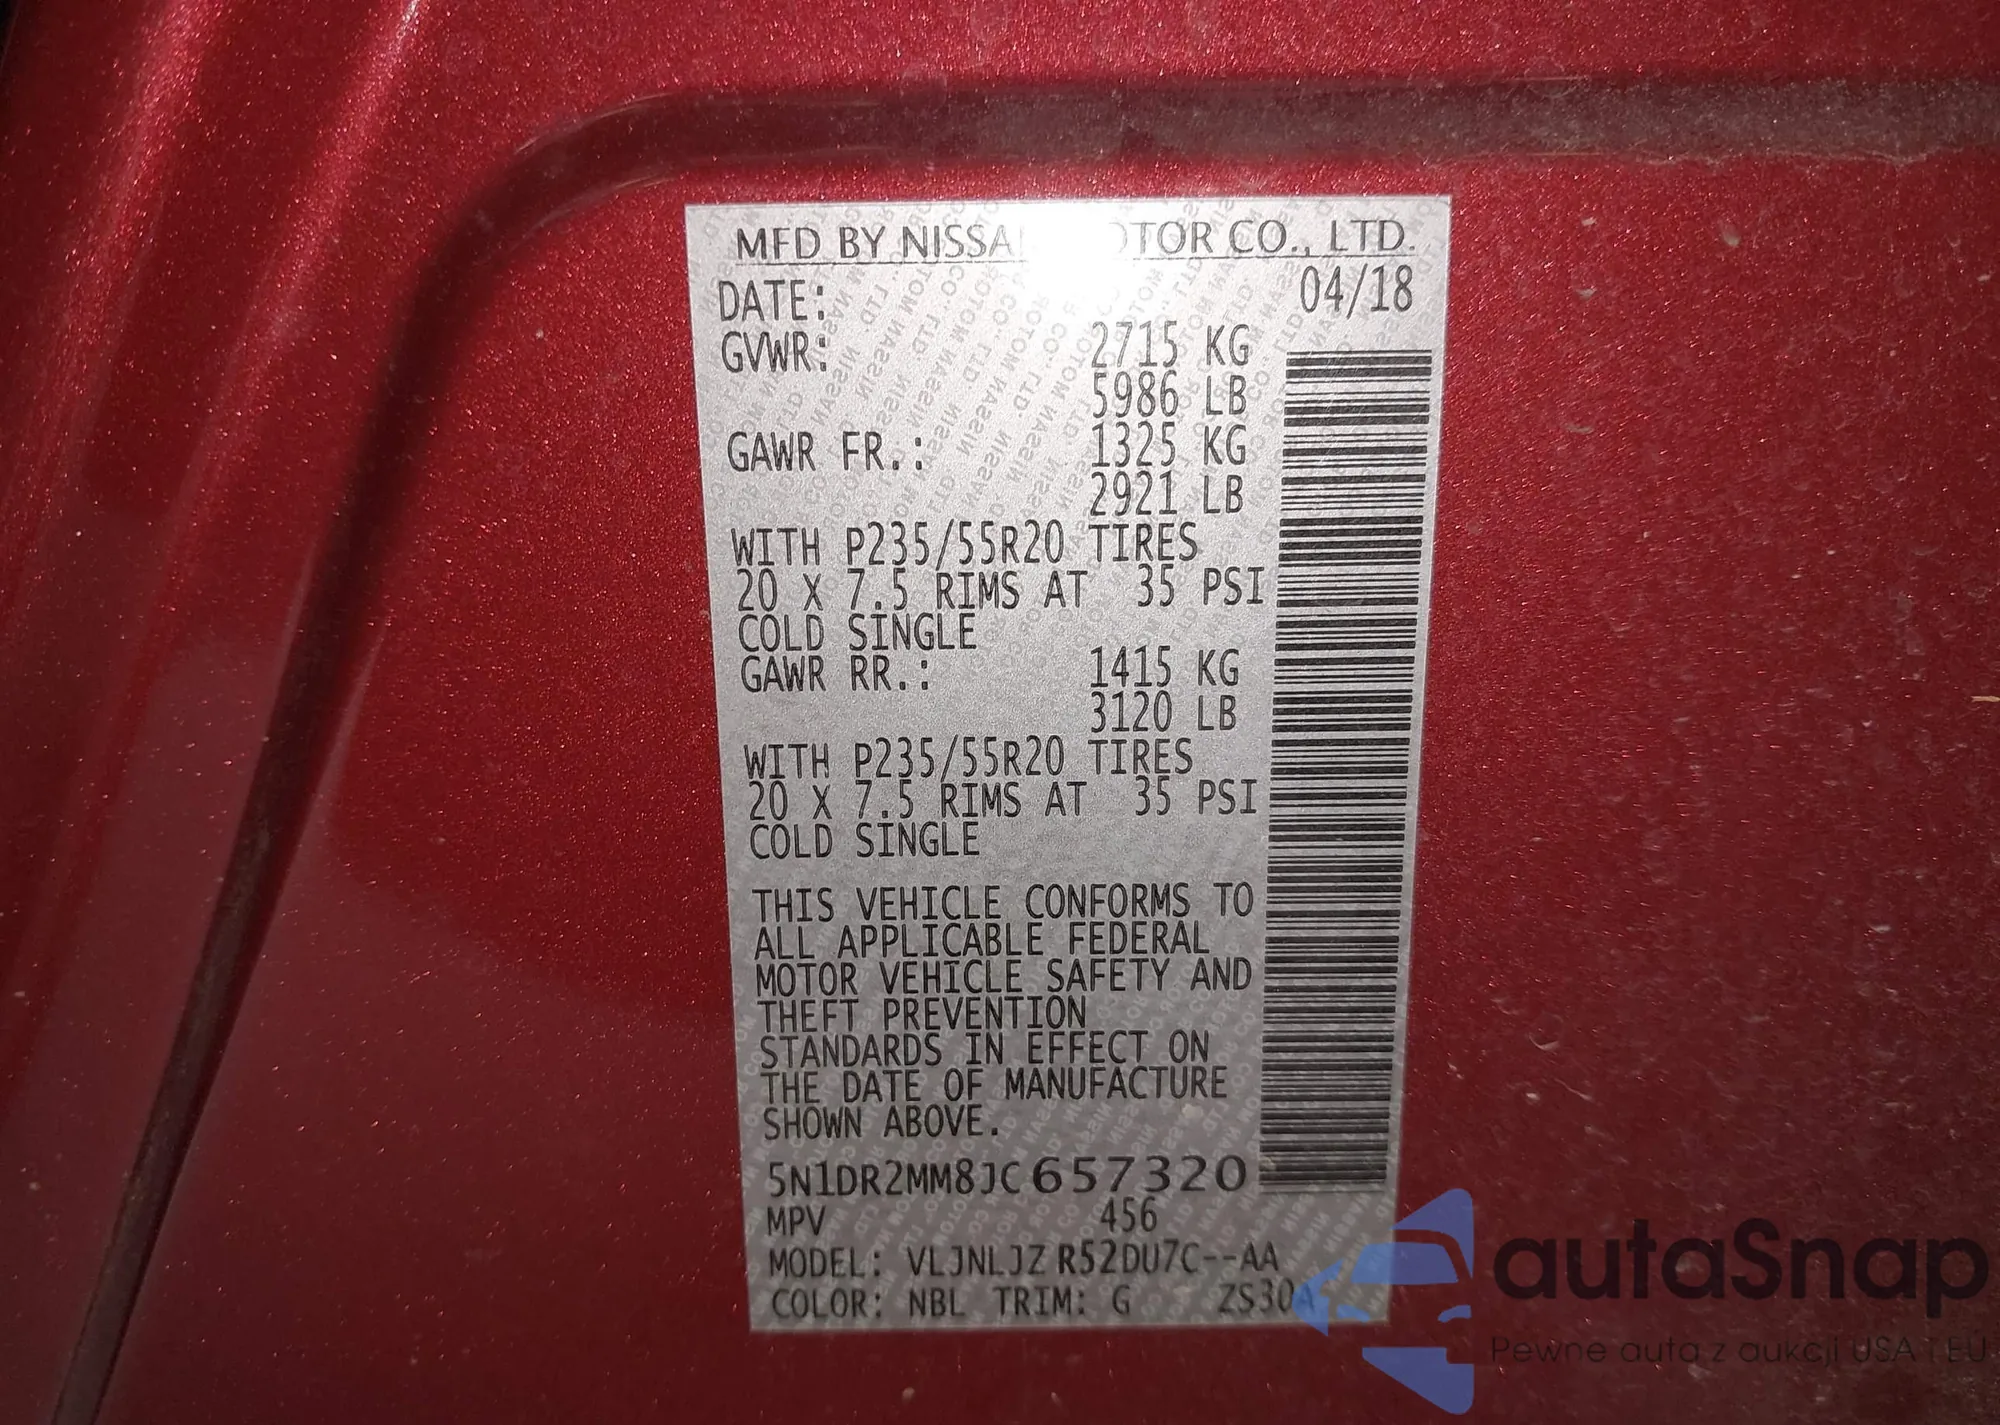 MFD BY NISSAN MOTOR CO., LTD.
DATE: 04/18
GVWR: 2715 KG
5986 LB
GAWR FR.: 1325 KG
2921 LB
WITH P235/55R20 TIRES
20 X 7.5 RIMS AT 35 PSI
COLD SINGLE
GAWR RR.: 1415 KG
3120 LB
WITH P235/55R20 TIRES
20 X 7.5 RIMS AT 35 PSI
COLD SINGLE
THIS VEHICLE CONFORMS TO
ALL APPLICABLE FEDERAL
MOTOR VEHICLE SAFETY AND
THEFT PREVENTION
STANDARDS IN EFFECT ON
THE DATE OF MANUFACTURE
SHOWN ABOVE.
5N1DR2MM8JC657320
MPV 456
MODEL: VLJNLJZ R52DU7C--AA
COLOR: NBL TRIM: G ZS30A
autaSnap
Pewne auta z aukcji USA i EU